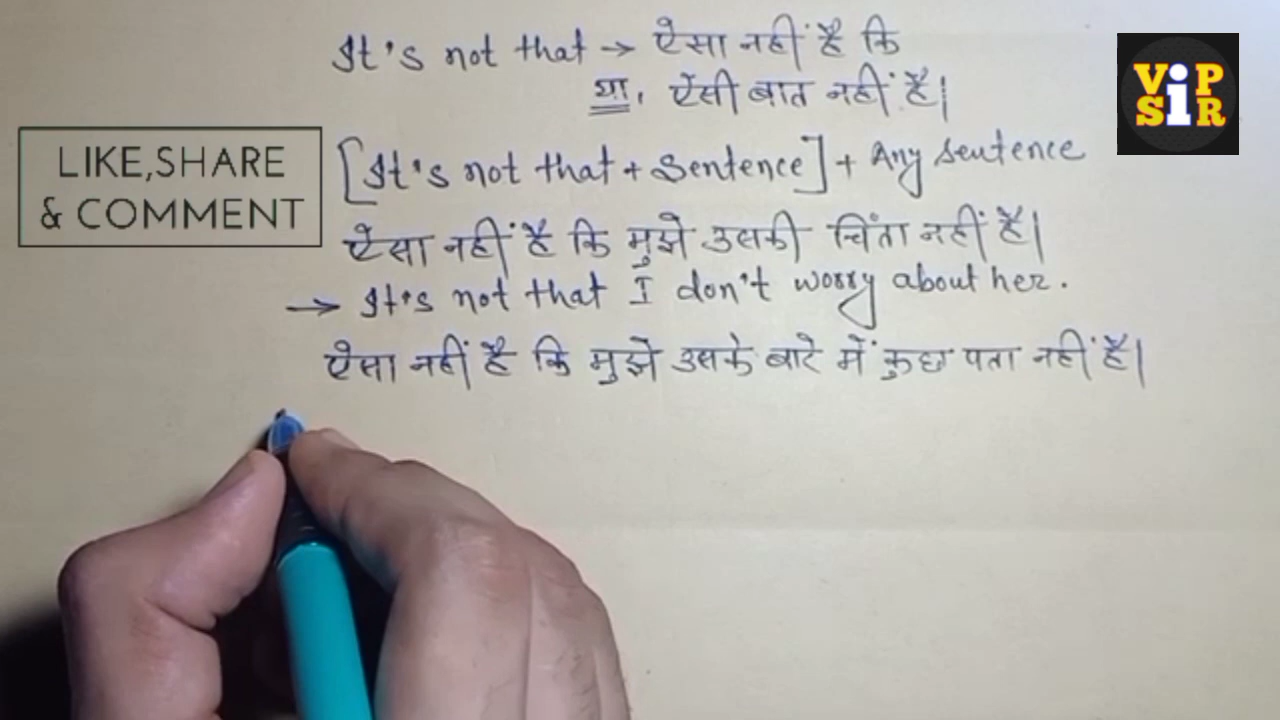 It's not that → ऐसा नहीं है कि
या, ऐसी बात नहीं है।
[It's not that + Sentence] + Any sentence
ऐसा नहीं है कि मुझे उसकी चिंता नहीं है।
→ It's not that I don't worry about her.
ऐसा नहीं है कि मुझे उसके बारे में कुछ पता नहीं है।
LIKE,SHARE
& COMMENT
ViP
SiR